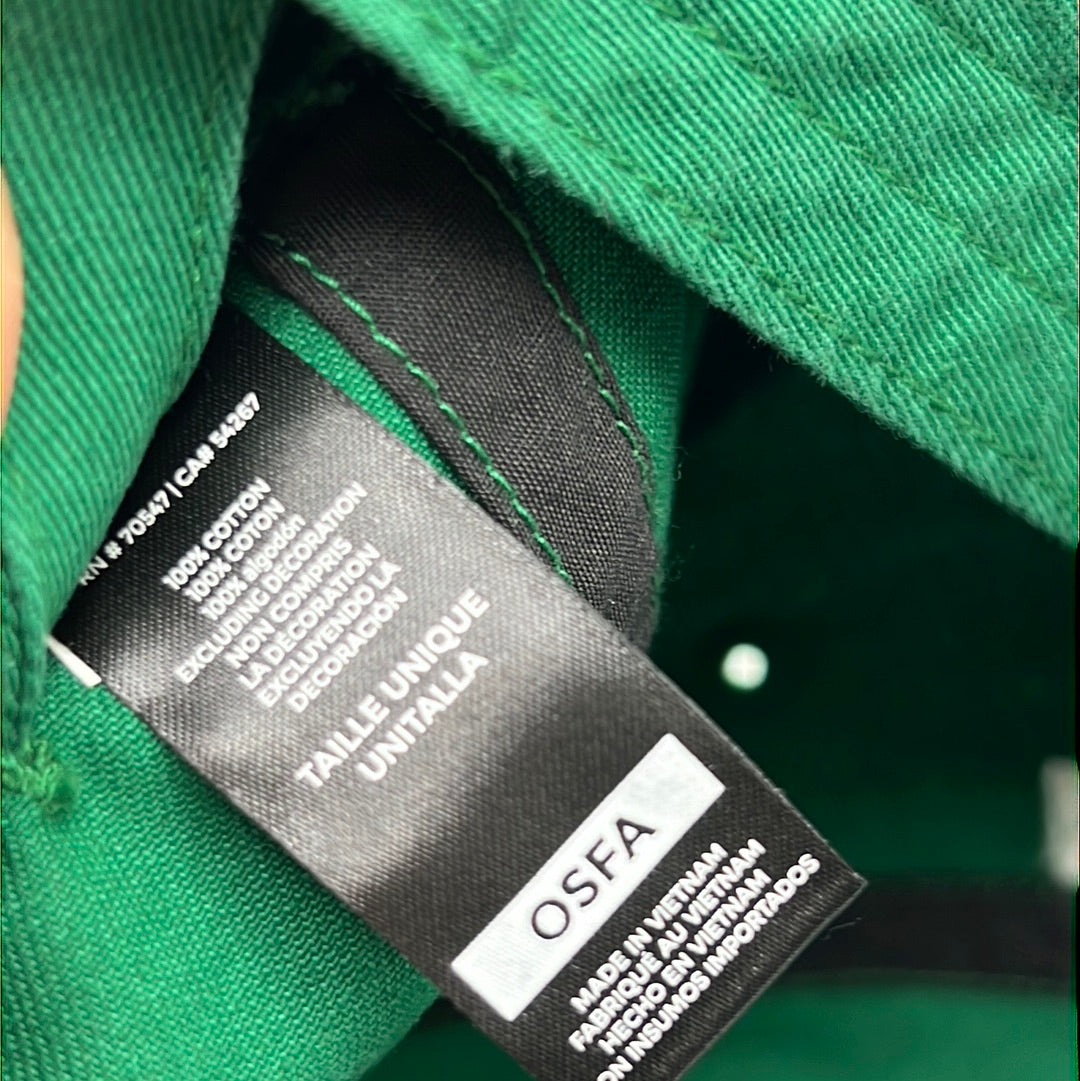 RN # 70547 | CA# 54267
100% COTTON
100% COTON
100% algodón
EXCLUDING DECORATION
NON COMPRIS
LA DÉCORATION
EXCLUYENDO LA
DECORACIÓN
TAILLE UNIQUE
UNITALLA
OSFA
MADE IN VIETNAM
FABRIQUÉ AU VIETNAM
HECHO EN VIETNAM
ON INSUMOS IMPORTADOS